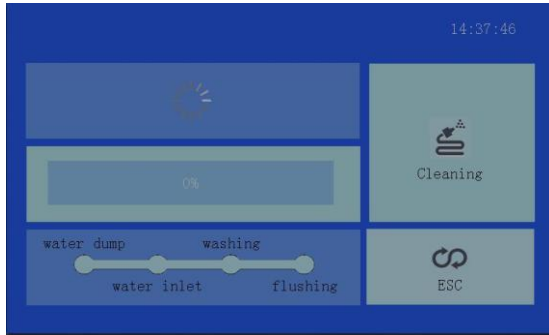 14:37:46
0%
Cleaning
water dump
washing
water inlet
flushing
ESC